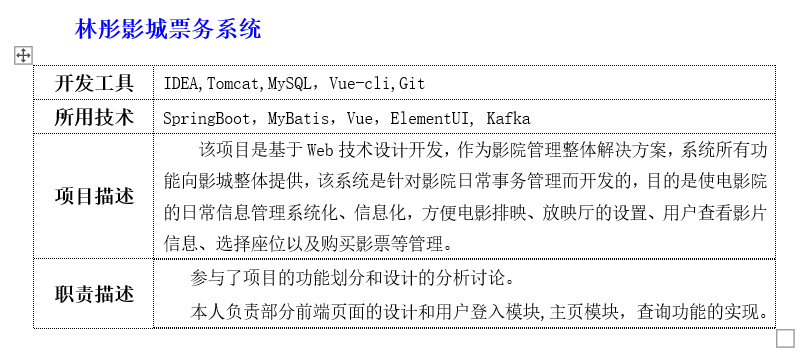 林彤影城票务系统
开发工具 IDEA,Tomcat,MySQL，Vue-cli,Git
所用技术 SpringBoot，MyBatis，Vue，ElementUI, Kafka
项目描述
该项目是基于 Web 技术设计开发，作为影院管理整体解决方案，系统所有功
能向影城整体提供，该系统是针对影院日常事务管理而开发的，目的是使电影院
的日常信息管理系统化、信息化，方便电影排映、放映厅的设置、用户查看影片
信息、选择座位以及购买影票等管理。
职责描述
参与了项目的功能划分和设计的分析讨论。
本人负责部分前端页面的设计和用户登入模块,主页模块，查询功能的实现。